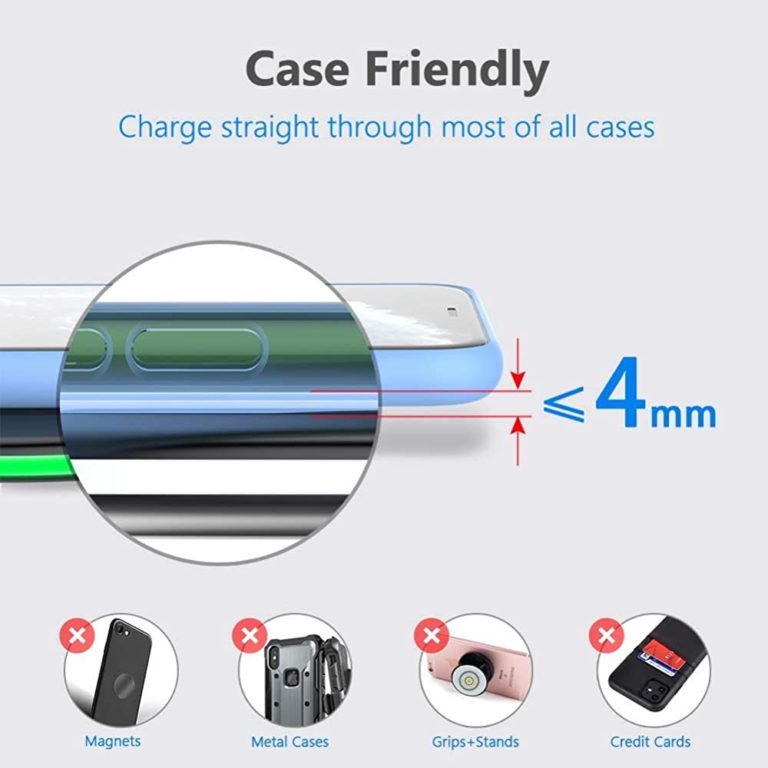 Case Friendly
Charge straight through most of all cases
≤4mm
Magnets
Metal Cases
Grips+Stands
Credit Cards